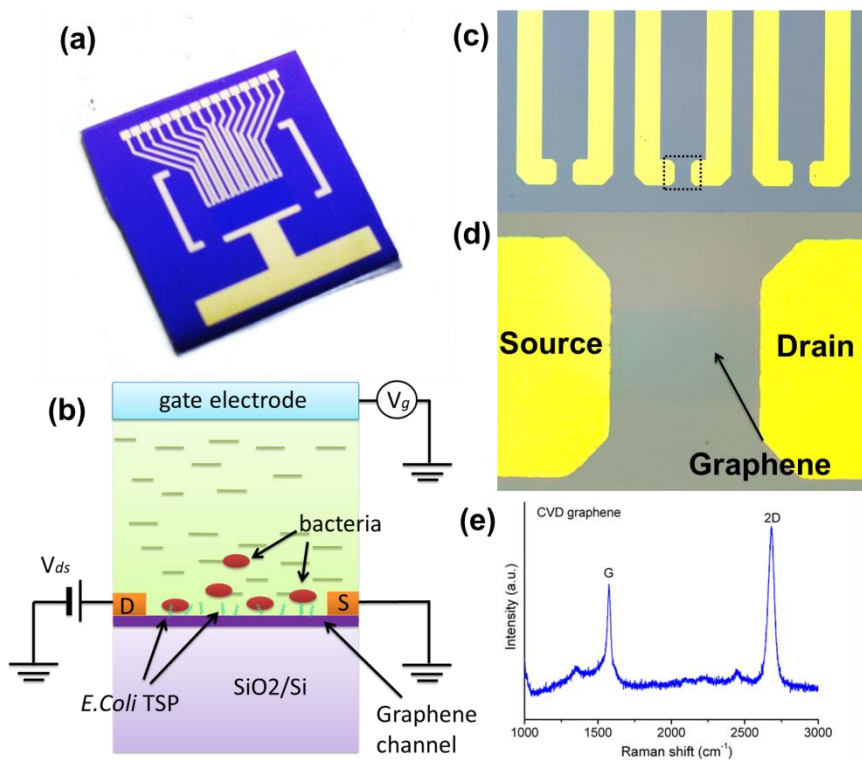 (a)
(b)
gate electrode
Vg
bacteria
Vds
D
S
E.Coli TSP
SiO2/Si
Graphene
channel
(c)
(d)
Source
Drain
Graphene
(e)
CVD graphene
2D
G
Intensity (a.u.)
1000 1500 2000 2500 3000
Raman shift (cm⁻¹)